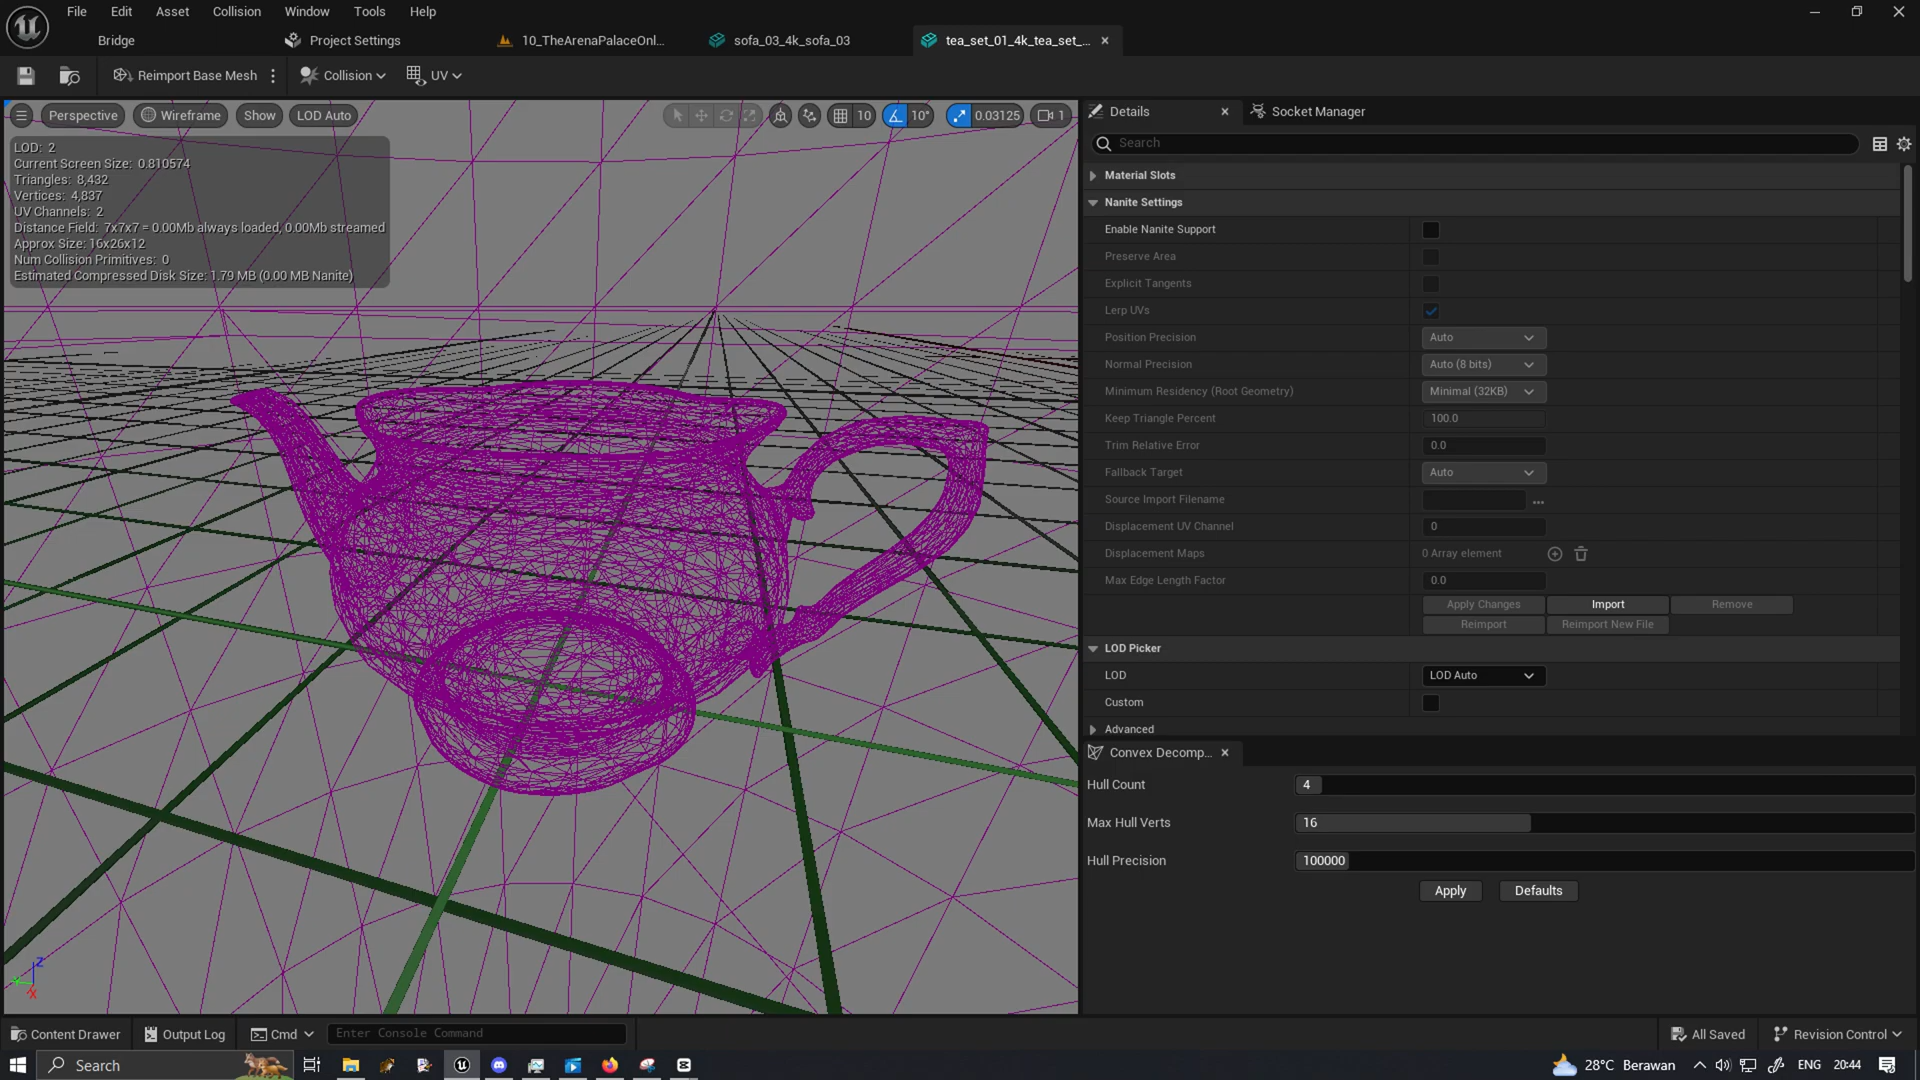 File Edit Asset Collision Window Tools Help
Bridge Project Settings 10_TheArenaPalaceOnl... sofa_03_4k_sofa_03 tea_set_01_4k_tea_set_...
Reimport Base Mesh Collision UV
Perspective Wireframe Show LOD Auto 10 10° 0.03125 1
LOD: 2
Current Screen Size: 0.810574
Triangles: 8,432
Vertices: 4,837
UV Channels: 2
Distance Field: 7x7x7 = 0.00Mb always loaded, 0.00Mb streamed
Approx Size: 16x26x12
Num Collision Primitives: 0
Estimated Compressed Disk Size: 1.79 MB (0.00 MB Nanite)
Z
X
Details Socket Manager
Search
Material Slots
Nanite Settings
Enable Nanite Support
Preserve Area
Explicit Tangents
Lerp UVs
Position Precision Auto
Normal Precision Auto (8 bits)
Minimum Residency (Root Geometry) Minimal (32KB)
Keep Triangle Percent 100.0
Trim Relative Error 0.0
Fallback Target Auto
Source Import Filename
Displacement UV Channel 0
Displacement Maps 0 Array element
Max Edge Length Factor 0.0
Apply Changes Import Remove
Reimport Reimport New File
LOD Picker
LOD LOD Auto
Custom
Advanced
Convex Decomp...
Hull Count 4
Max Hull Verts 16
Hull Precision 100000
Apply Defaults
Content Drawer Output Log Cmd Enter Console Command All Saved Revision Control
Search 28°C Berawan ENG 20:44